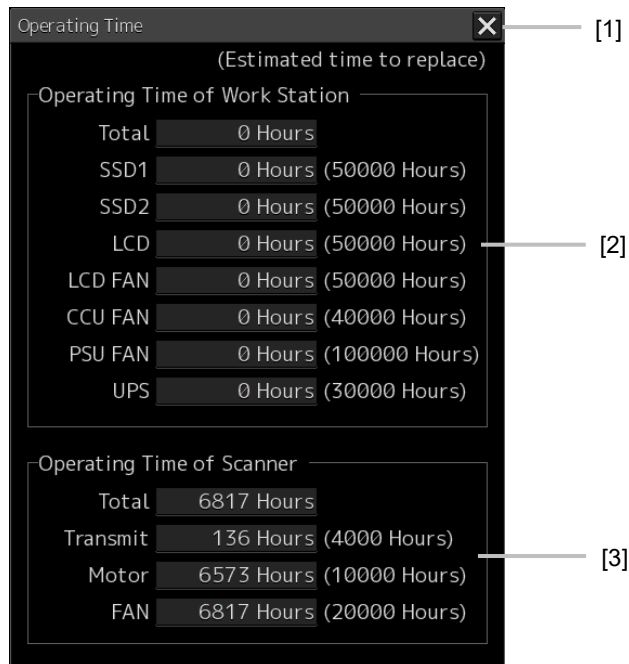 Operating Time [1]
(Estimated time to replace)
Operating Time of Work Station
Total 0 Hours
SSD1 0 Hours (50000 Hours)
SSD2 0 Hours (50000 Hours)
LCD 0 Hours (50000 Hours) [2]
LCD FAN 0 Hours (50000 Hours)
CCU FAN 0 Hours (40000 Hours)
PSU FAN 0 Hours (100000 Hours)
UPS 0 Hours (30000 Hours)
Operating Time of Scanner
Total 6817 Hours
Transmit 136 Hours (4000 Hours)
[3]
Motor 6573 Hours (10000 Hours)
FAN 6817 Hours (20000 Hours)